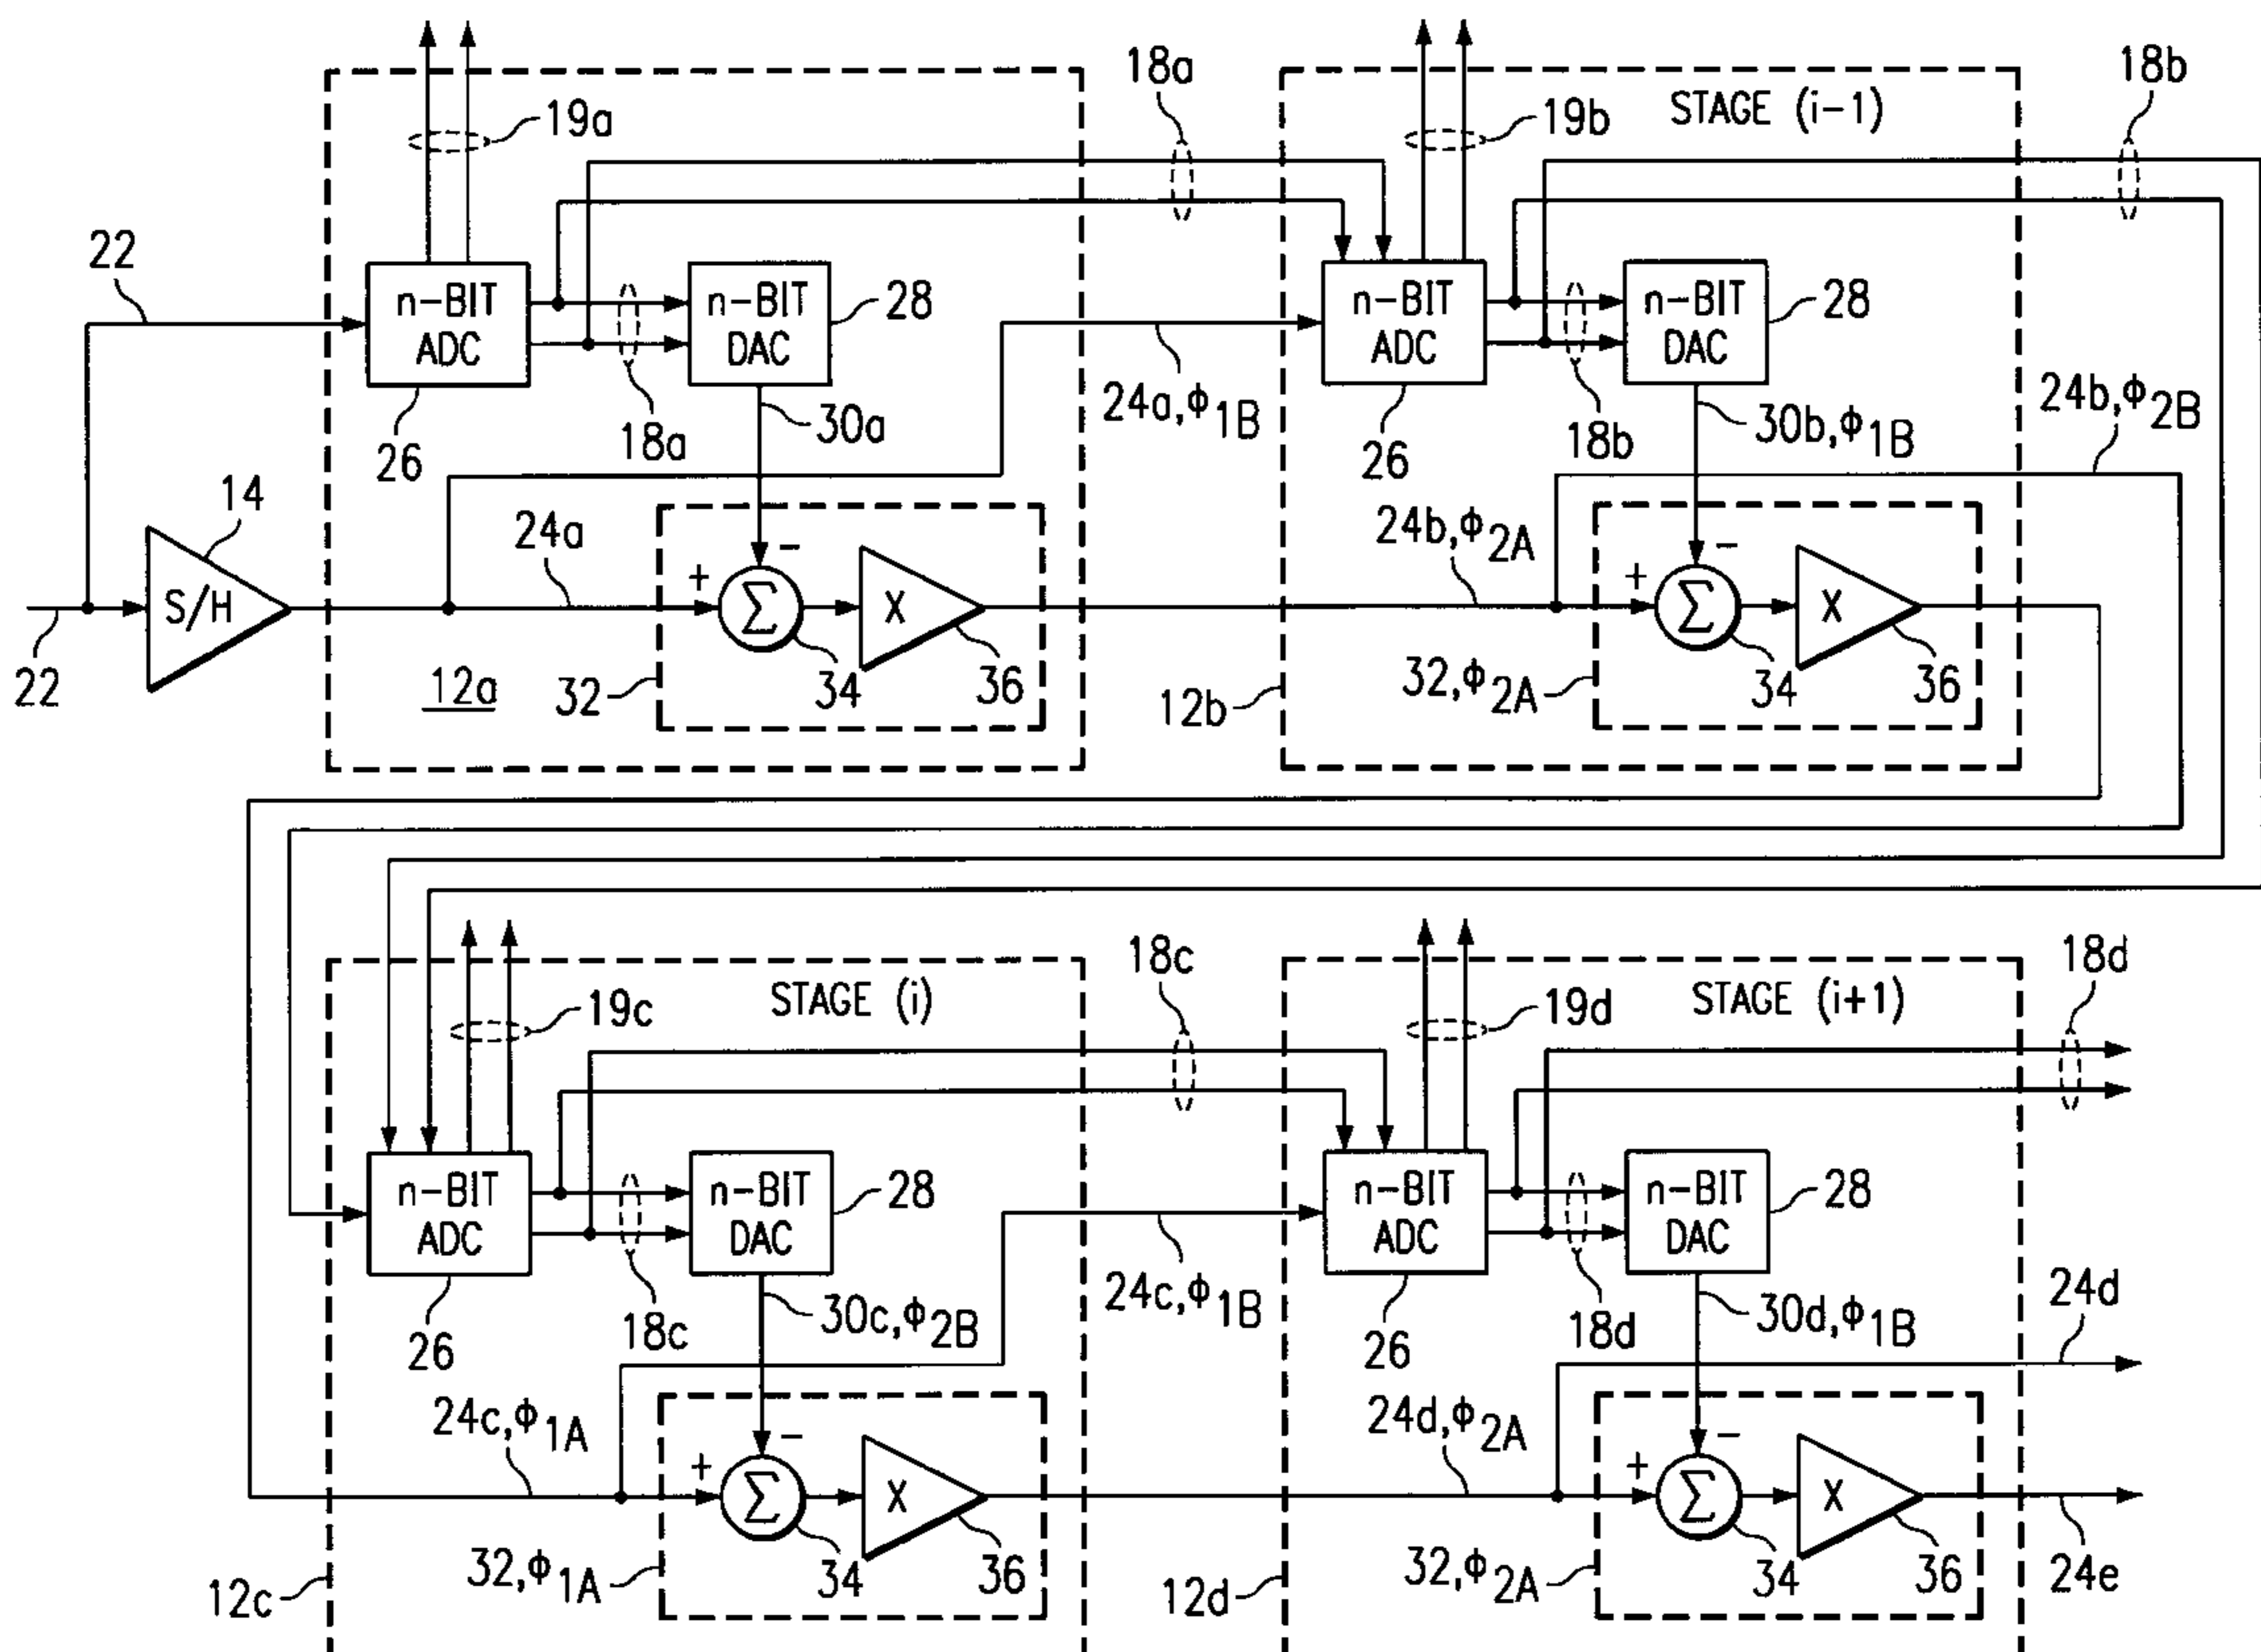 18a
18b
19a
19b
STAGE (i−1)
22
n−BIT
ADC
n−BIT
DAC
28
n−BIT
ADC
n−BIT
DAC
28
26
18a
30a
24a,Φ1B
26
18b
30b,Φ1B
24b,Φ2B
14
S/H
24a
−
+
Σ
X
24b,Φ2A
−
+
Σ
X
22
12a
32
34
36
12b
32,Φ2A
34
36
18c
18d
STAGE (i)
STAGE (i+1)
19c
19d
n−BIT
ADC
n−BIT
DAC
28
n−BIT
ADC
n−BIT
DAC
28
26
18c
30c,Φ2B
24c,Φ1B
26
18d
30d,Φ1B
24d
24c,Φ1A
−
+
Σ
X
24d,Φ2A
−
+
Σ
X
12c
32,Φ1A
34
36
12d
32,Φ2A
34
36
24e